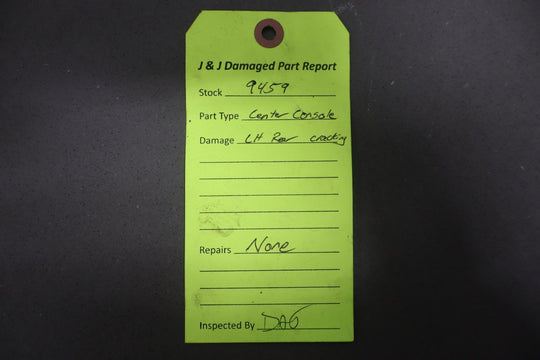 J & J Damaged Part Report
Stock 9459
Part Type Center Console
Damage LH Rear cracking
Repairs None
Inspected By DAG